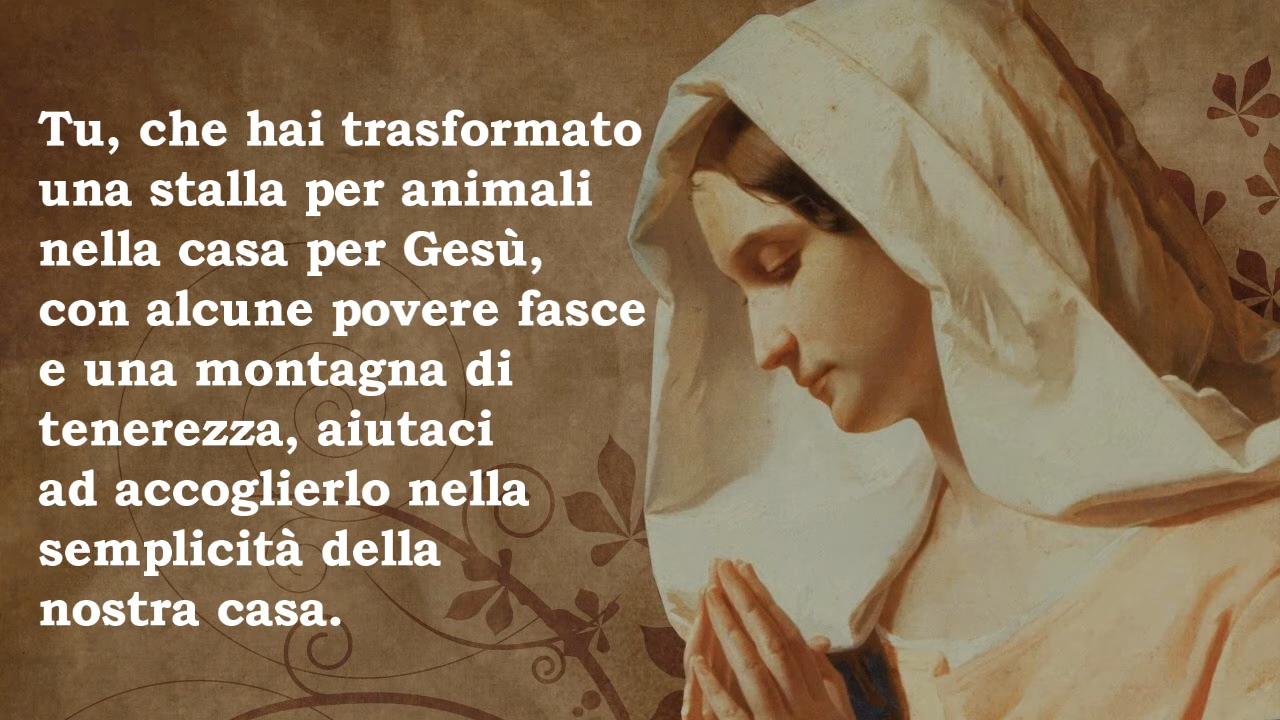 Tu, che hai trasformato
una stalla per animali
nella casa per Gesù,
con alcune povere fasce
e una montagna di
tenerezza, aiutaci
ad accoglierlo nella
semplicità della
nostra casa.